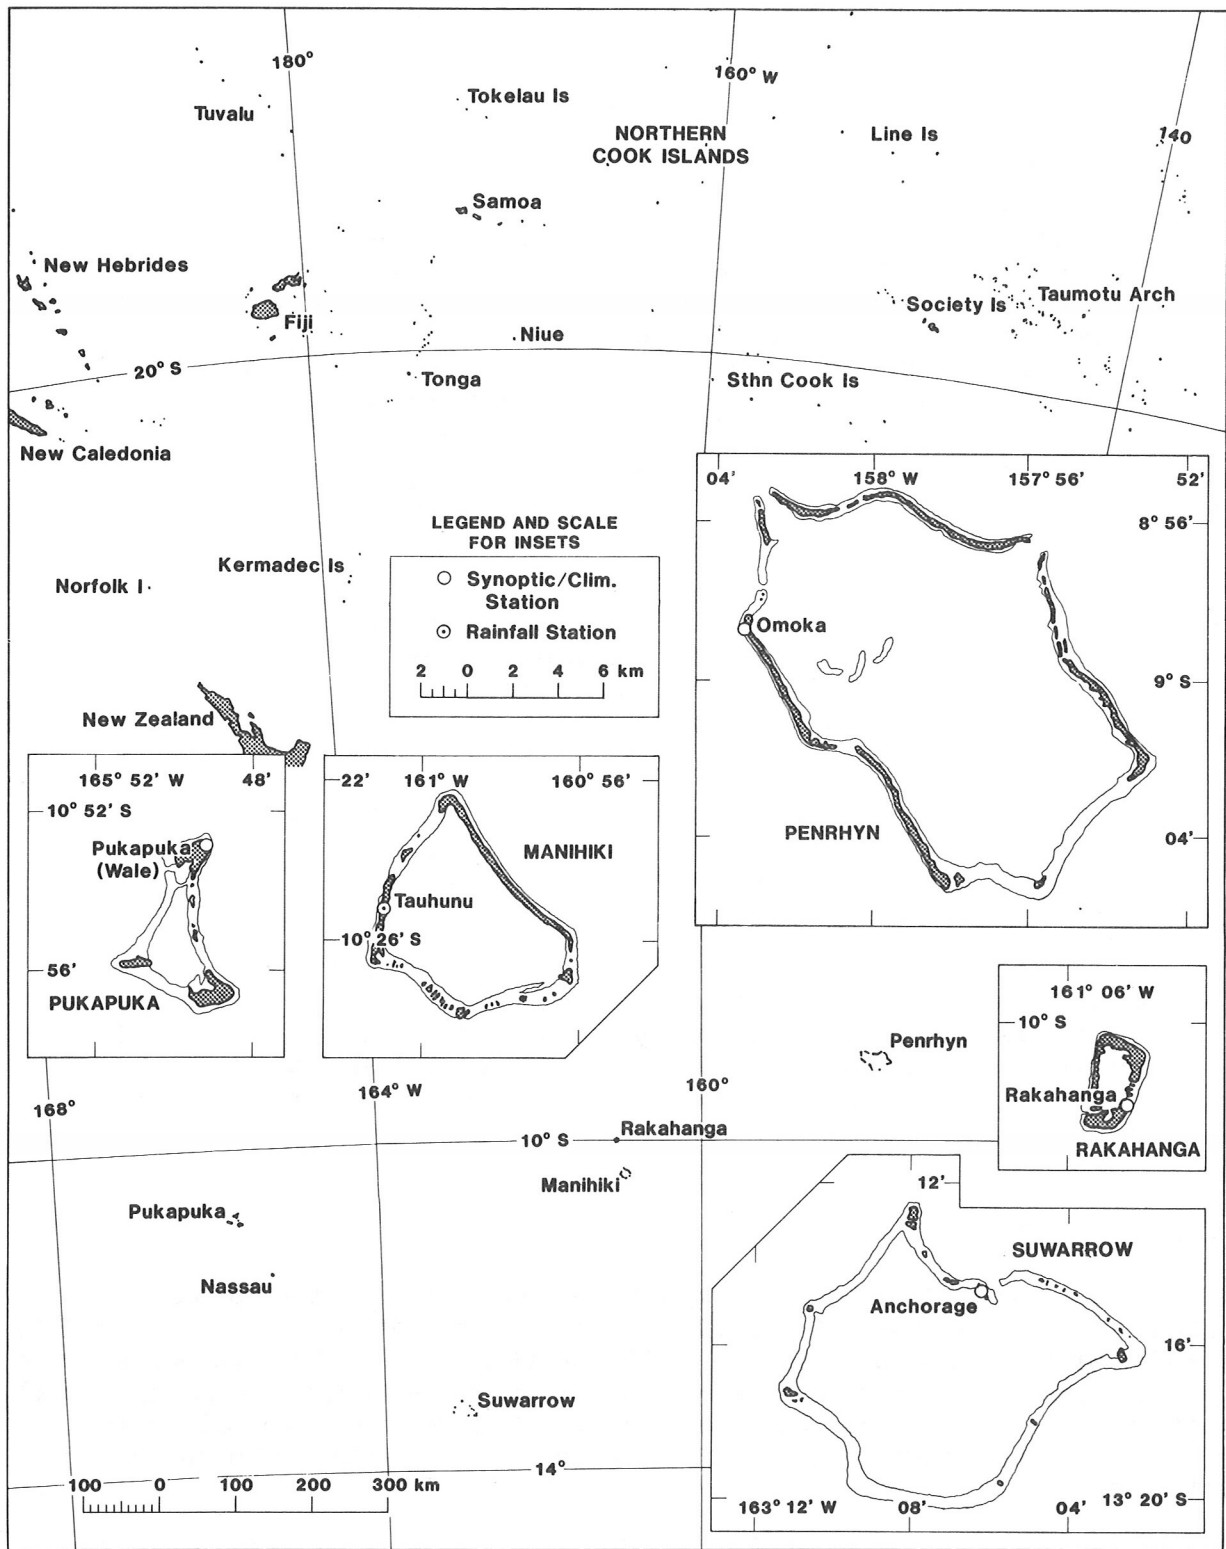 180°
160° W
Tuvalu
Tokelau Is
NORTHERN
COOK ISLANDS
Line Is
140
Samoa
New Hebrides
Fiji
Niue
Society Is
Taumotu Arch
20° S
Tonga
Sthn Cook Is
New Caledonia
04'
158° W
157° 56'
52'
8° 56'
LEGEND AND SCALE
FOR INSETS
Synoptic/Clim.
Station
Rainfall Station
2 0 2 4 6 km
Kermadec Is
Norfolk I
Omoka
9° S
New Zealand
PENRHYN
04'
165° 52' W
48'
10° 52' S
Pukapuka
(Wale)
56'
PUKAPUKA
22'
161° W
160° 56'
MANIHIKI
Tauhunu
10° 26' S
161° 06' W
10° S
Rakahanga
RAKAHANGA
Penrhyn
168°
164° W
160°
10° S
Rakahanga
Manihiki
Pukapuka
Nassau
12'
SUWARROW
Anchorage
16'
Suwarrow
14°
100 0 100 200 300 km
163° 12' W
08'
04'
13° 20' S